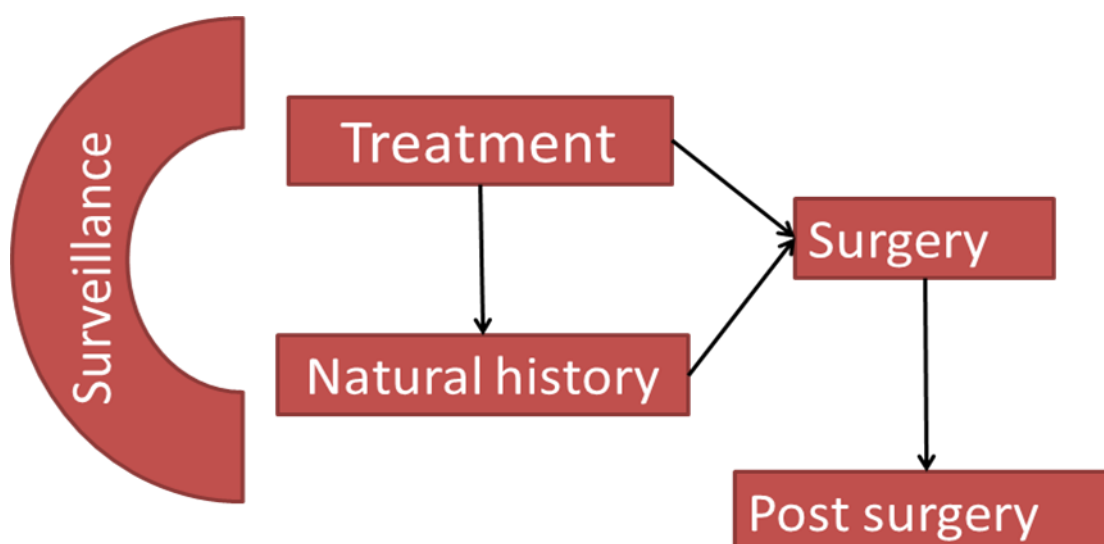 Surveillance
Treatment
Surgery
Natural history
Post surgery